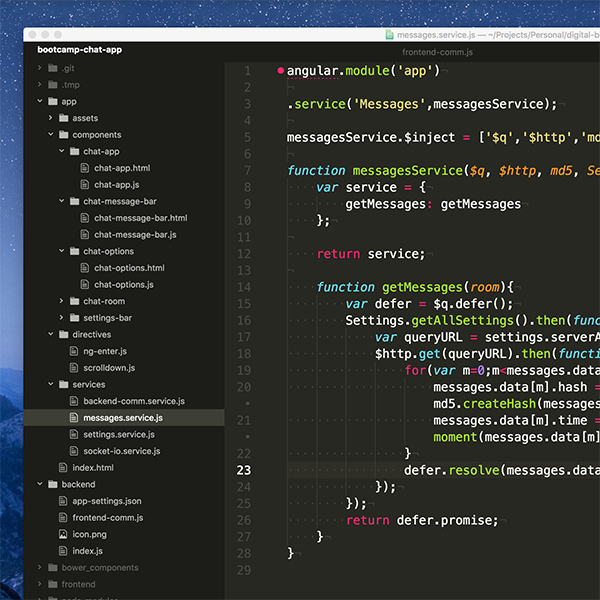 messages.service.js — ~/Projects/Personal/digital-b
bootcamp-chat-app
frontend-comm.js
.git
.tmp
app
assets
components
chat-app
chat-app.html
chat-app.js
chat-message-bar
chat-message-bar.html
chat-message-bar.js
chat-options
chat-options.html
chat-options.js
chat-room
settings-bar
directives
ng-enter.js
scrolldown.js
services
backend-comm.service.js
messages.service.js
settings.service.js
socket-io.service.js
index.html
backend
app-settings.json
frontend-comm.js
icon.png
index.js
bower_components
frontend
node_modules
1 angular.module('app')
2
3 .service('Messages',messagesService);
4
5 messagesService.$inject = ['$q','$http','md
6
7 function messagesService($q, $http, md5, Se
8 var service = {
9 getMessages: getMessages
10 };
11
12 return service;
13
14 function getMessages(room){
15 var defer = $q.defer();
16 Settings.getAllSettings().then(func
17 var queryURL = settings.serverA
18 $http.get(queryURL).then(functi
19 for(var m=0;m<messages.data
20 messages.data[m].hash =
• md5.createHash(messages
21 messages.data[m].time =
• moment(messages.data[m]
22 }
23 defer.resolve(messages.data
24 });
25 });
26 return defer.promise;
27 }
28 }
29